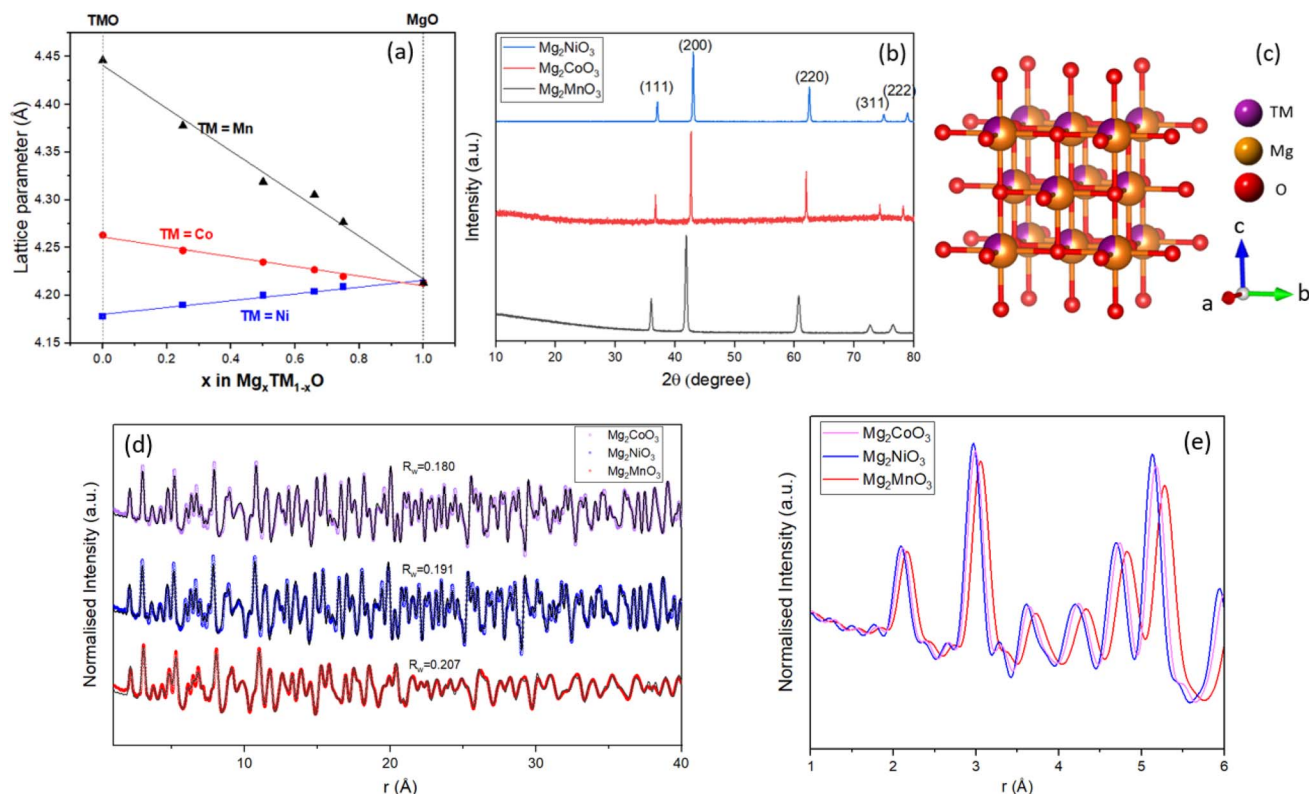 TMO
MgO
(a)
4.45
4.40
4.35
4.30
4.25
4.20
4.15
Lattice parameter (Å)
TM = Mn
TM = Co
TM = Ni
0.0 0.2 0.4 0.6 0.8 1.0
x in MgₓTM₁₋ₓO
(b)
Mg₂NiO₃
Mg₂CoO₃
Mg₂MnO₃
(111)
(200)
(220)
(311)
(222)
Intensity (a.u.)
10 20 30 40 50 60 70 80
2θ (degree)
(c)
TM
Mg
O
c
a
b
(d)
Mg₂CoO₃
Mg₂NiO₃
Mg₂MnO₃
R_w=0.180
R_w=0.191
R_w=0.207
Normalised Intensity (a.u.)
10 20 30 40
r (Å)
(e)
Mg₂CoO₃
Mg₂NiO₃
Mg₂MnO₃
Normalised Intensity (a.u.)
1 2 3 4 5 6
r (Å)